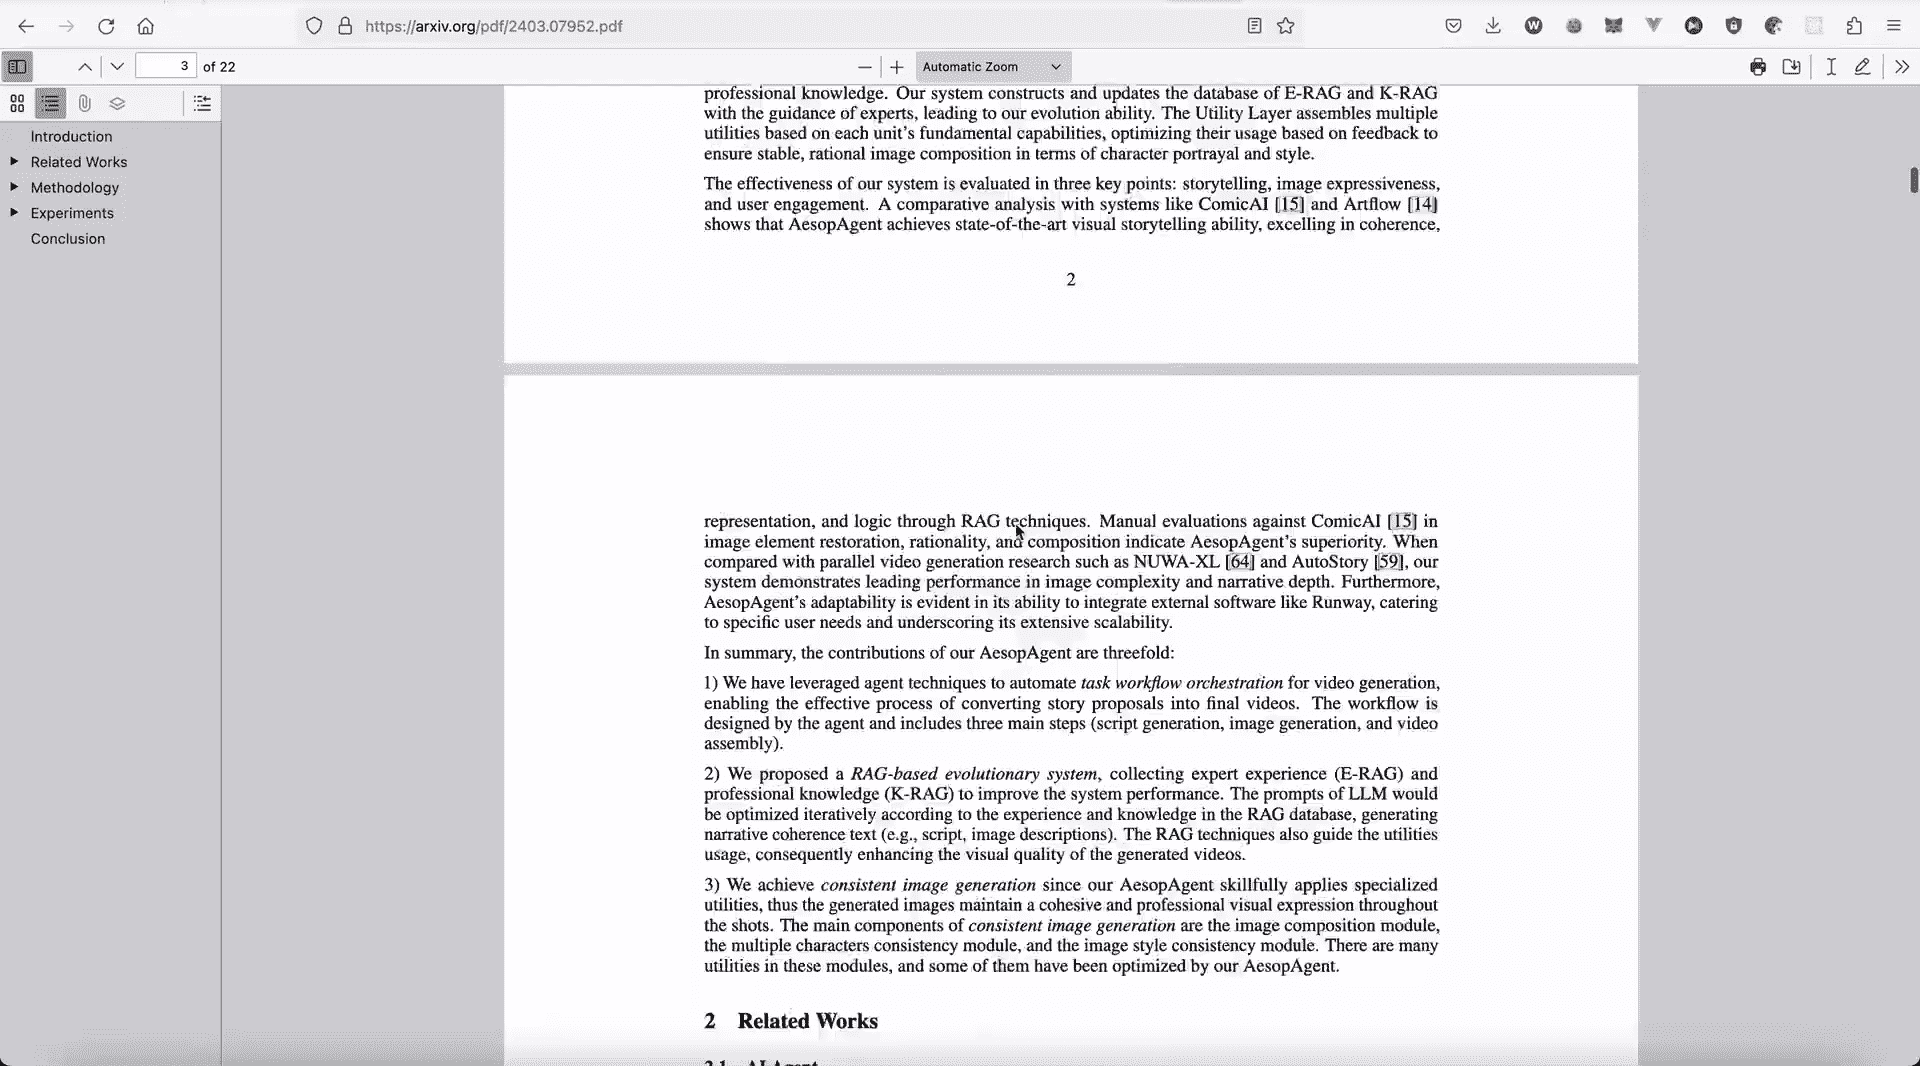 https://arxiv.org/pdf/2403.07952.pdf
3 of 22
Automatic Zoom
Introduction
Related Works
Methodology
Experiments
Conclusion
professional knowledge. Our system constructs and updates the database of E-RAG and K-RAG
with the guidance of experts, leading to our evolution ability. The Utility Layer assembles multiple
utilities based on each unit's fundamental capabilities, optimizing their usage based on feedback to
ensure stable, rational image composition in terms of character portrayal and style.
The effectiveness of our system is evaluated in three key points: storytelling, image expressiveness,
and user engagement. A comparative analysis with systems like ComicAI [15] and Artflow [14]
shows that AesopAgent achieves state-of-the-art visual storytelling ability, excelling in coherence,
2
representation, and logic through RAG techniques. Manual evaluations against ComicAI [15] in
image element restoration, rationality, and composition indicate AesopAgent's superiority. When
compared with parallel video generation research such as NUWA-XL [64] and AutoStory [59], our
system demonstrates leading performance in image complexity and narrative depth. Furthermore,
AesopAgent's adaptability is evident in its ability to integrate external software like Runway, catering
to specific user needs and underscoring its extensive scalability.
In summary, the contributions of our AesopAgent are threefold:
1) We have leveraged agent techniques to automate task workflow orchestration for video generation,
enabling the effective process of converting story proposals into final videos. The workflow is
designed by the agent and includes three main steps (script generation, image generation, and video
assembly).
2) We proposed a RAG-based evolutionary system, collecting expert experience (E-RAG) and
professional knowledge (K-RAG) to improve the system performance. The prompts of LLM would
be optimized iteratively according to the experience and knowledge in the RAG database, generating
narrative coherence text (e.g., script, image descriptions). The RAG techniques also guide the utilities
usage, consequently enhancing the visual quality of the generated videos.
3) We achieve consistent image generation since our AesopAgent skillfully applies specialized
utilities, thus the generated images maintain a cohesive and professional visual expression throughout
the shots. The main components of consistent image generation are the image composition module,
the multiple characters consistency module, and the image style consistency module. There are many
utilities in these modules, and some of them have been optimized by our AesopAgent.
2 Related Works
2.1 AI Agent